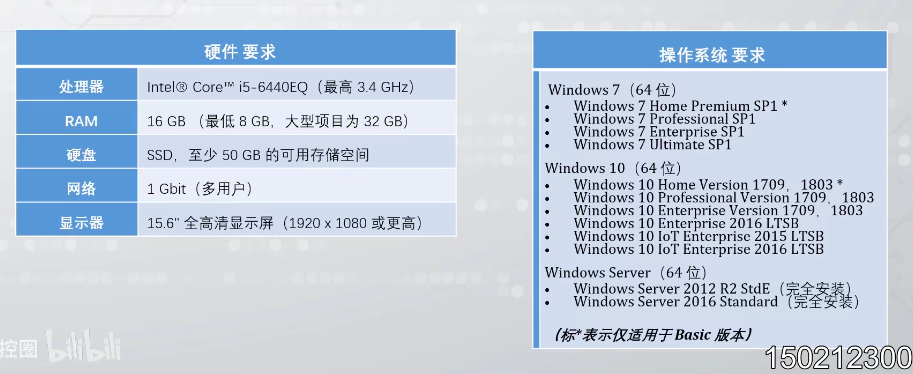 硬件 要求
处理器 Intel® Core™ i5-6440EQ（最高 3.4 GHz）
RAM 16 GB （最低 8 GB，大型项目为 32 GB）
硬盘 SSD，至少 50 GB 的可用存储空间
网络 1 Gbit（多用户）
显示器 15.6" 全高清显示屏（1920 x 1080 或更高）
操作系统 要求
Windows 7（64 位）
• Windows 7 Home Premium SP1 *
• Windows 7 Professional SP1
• Windows 7 Enterprise SP1
• Windows 7 Ultimate SP1
Windows 10（64 位）
• Windows 10 Home Version 1709，1803 *
• Windows 10 Professional Version 1709，1803
• Windows 10 Enterprise Version 1709，1803
• Windows 10 Enterprise 2016 LTSB
• Windows 10 IoT Enterprise 2015 LTSB
• Windows 10 IoT Enterprise 2016 LTSB
Windows Server（64 位）
• Windows Server 2012 R2 StdE（完全安装）
• Windows Server 2016 Standard（完全安装）
（标*表示仅适用于 Basic 版本）
控圈 bilibili
150212300